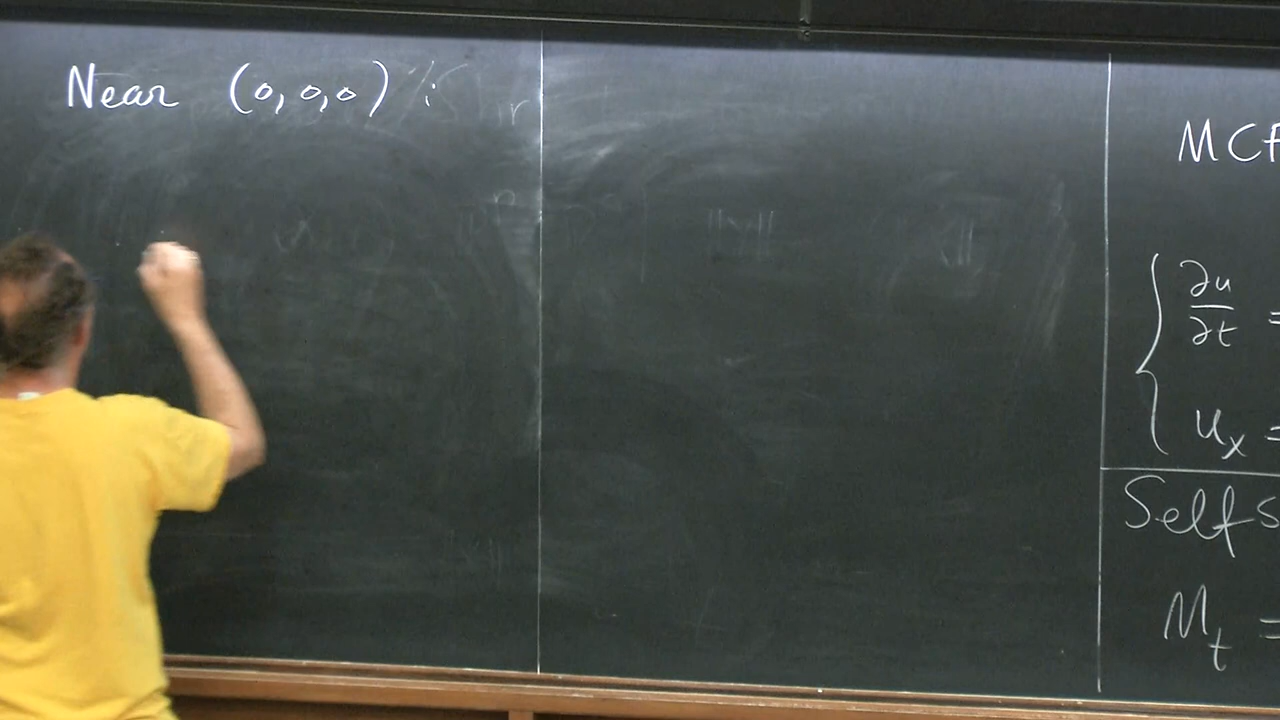 Near (0,0,0) :
MCF
∂u/∂t =
u_x =
Self s
M_t =